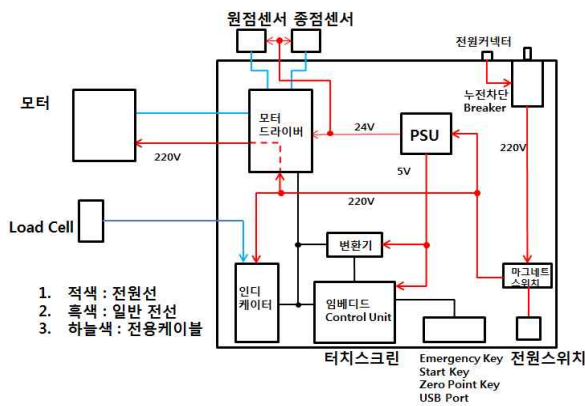 원점센서 종점센서
전원커넥터
누전차단
Breaker
모터
모터
드라이버
24V
PSU
220V
220V
5V
220V
Load Cell
변환기
마그네트
스위치
인디
케이터
임베디드
Control Unit
1. 적색 : 전원선
2. 흑색 : 일반 전선
3. 하늘색 : 전용케이블
터치스크린
Emergency Key
Start Key
Zero Point Key
USB Port
전원스위치